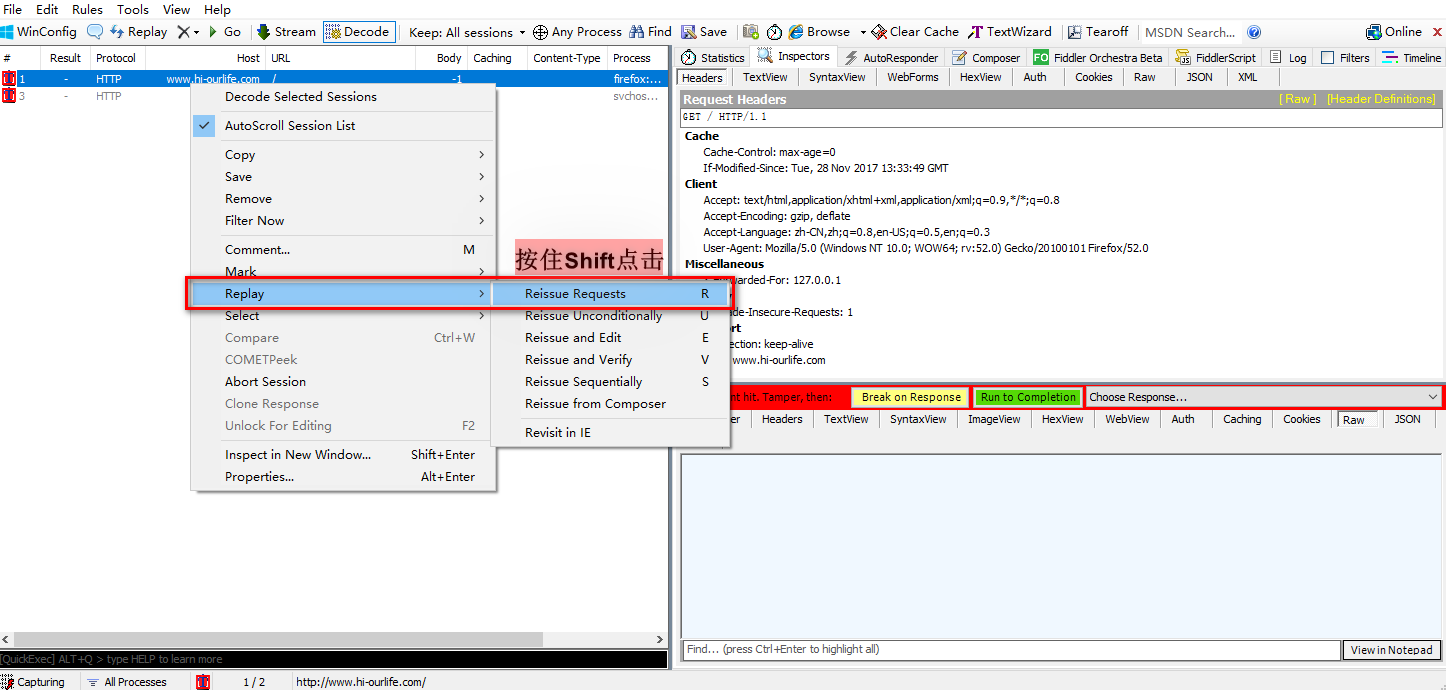 File Edit Rules Tools View Help
WinConfig Replay Go Stream Decode Keep: All sessions Any Process Find Save Browse Clear Cache TextWizard Tearoff MSDN Search... Online
# Result Protocol Host URL Body Caching Content-Type Process
1 - HTTP www.hi-ourlife.com / -1 firefox:...
3 - HTTP svchos...
Decode Selected Sessions
AutoScroll Session List
Copy
Save
Remove
Filter Now
Comment... M
Mark
Replay
Select
Compare Ctrl+W
COMETPeek
Abort Session
Clone Response
Unlock For Editing F2
Inspect in New Window... Shift+Enter
Properties... Alt+Enter
按住Shift点击
Reissue Requests R
Reissue Unconditionally U
Reissue and Edit E
Reissue and Verify V
Reissue Sequentially S
Reissue from Composer
Revisit in IE
Statistics Inspectors AutoResponder Composer FO Fiddler Orchestra Beta FiddlerScript Log Filters Timeline
Headers TextView SyntaxView WebForms HexView Auth Cookies Raw JSON XML
Request Headers [ Raw ] [Header Definitions]
GET / HTTP/1.1
Cache
Cache-Control: max-age=0
If-Modified-Since: Tue, 28 Nov 2017 13:33:49 GMT
Client
Accept: text/html,application/xhtml+xml,application/xml;q=0.9,*/*;q=0.8
Accept-Encoding: gzip, deflate
Accept-Language: zh-CN,zh;q=0.8,en-US;q=0.5,en;q=0.3
User-Agent: Mozilla/5.0 (Windows NT 10.0; WOW64; rv:52.0) Gecko/20100101 Firefox/52.0
Miscellaneous
warded-For: 127.0.0.1
ade-Insecure-Requests: 1
ort
ection: keep-alive
www.hi-ourlife.com
nt hit. Tamper, then: Break on Response Run to Completion Choose Response...
er Headers TextView SyntaxView ImageView HexView WebView Auth Caching Cookies Raw JSON
Find... (press Ctrl+Enter to highlight all) View in Notepad
[QuickExec] ALT+Q > type HELP to learn more
Capturing All Processes 1 / 2 http://www.hi-ourlife.com/